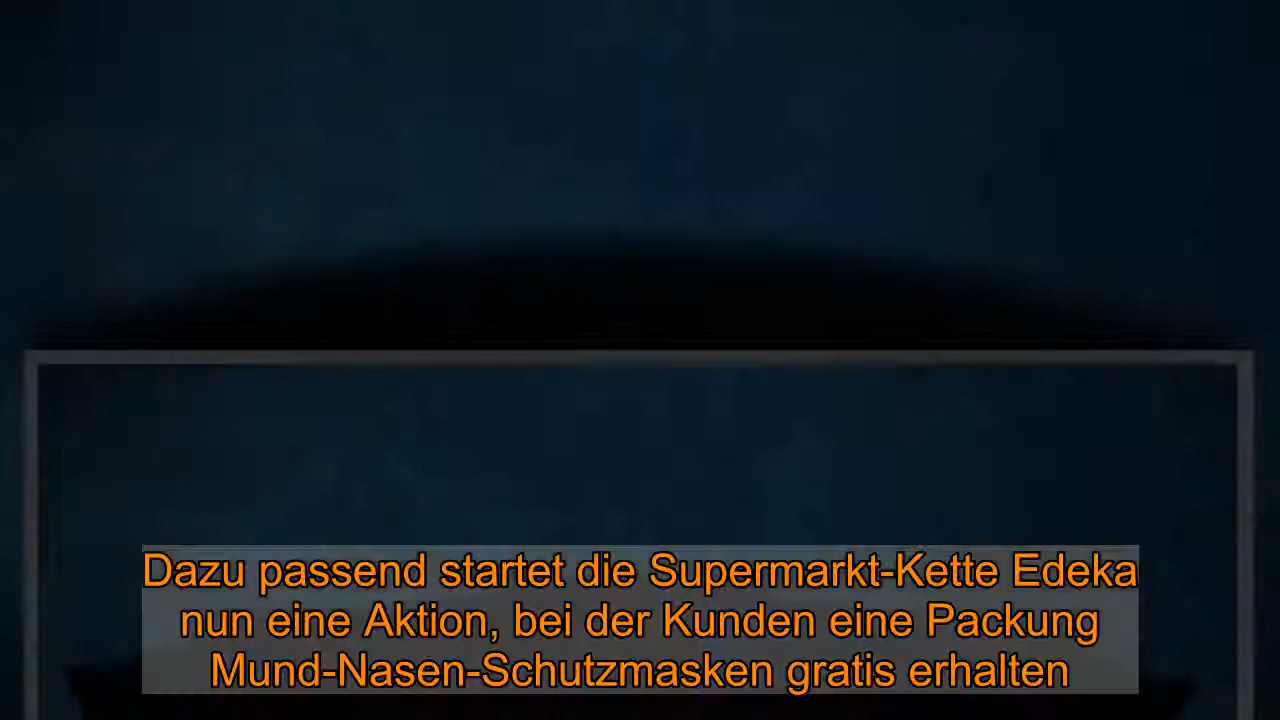 Dazu passend startet die Supermarkt-Kette Edeka
nun eine Aktion, bei der Kunden eine Packung
Mund-Nasen-Schutzmasken gratis erhalten